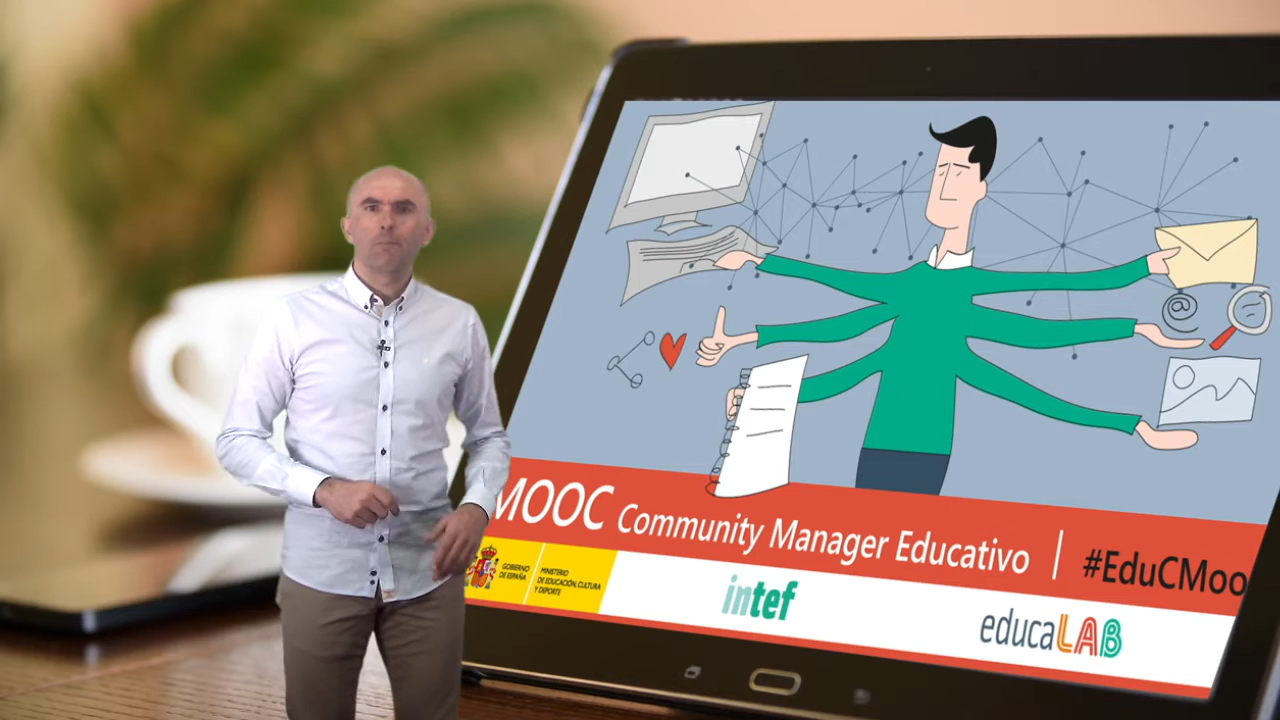 MOOC Community Manager Educativo | #EduCMoo
GOBIERNO
DE ESPAÑA
MINISTERIO
DE EDUCACIÓN, CULTURA
Y DEPORTE
intef
educaLAB
@